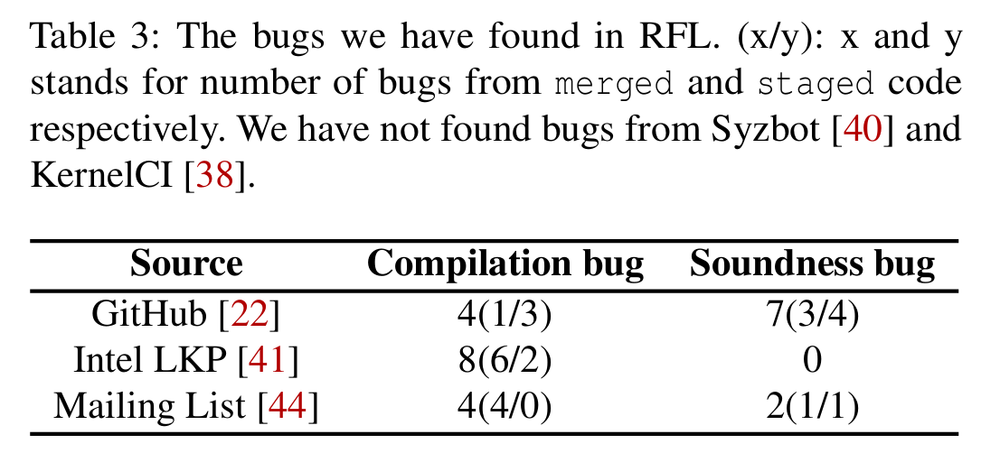 Table 3: The bugs we have found in RFL. (x/y): x and y
stands for number of bugs from merged and staged code
respectively. We have not found bugs from Syzbot [40] and
KernelCI [38].
Source Compilation bug Soundness bug
GitHub [22] 4(1/3) 7(3/4)
Intel LKP [41] 8(6/2) 0
Mailing List [44] 4(4/0) 2(1/1)